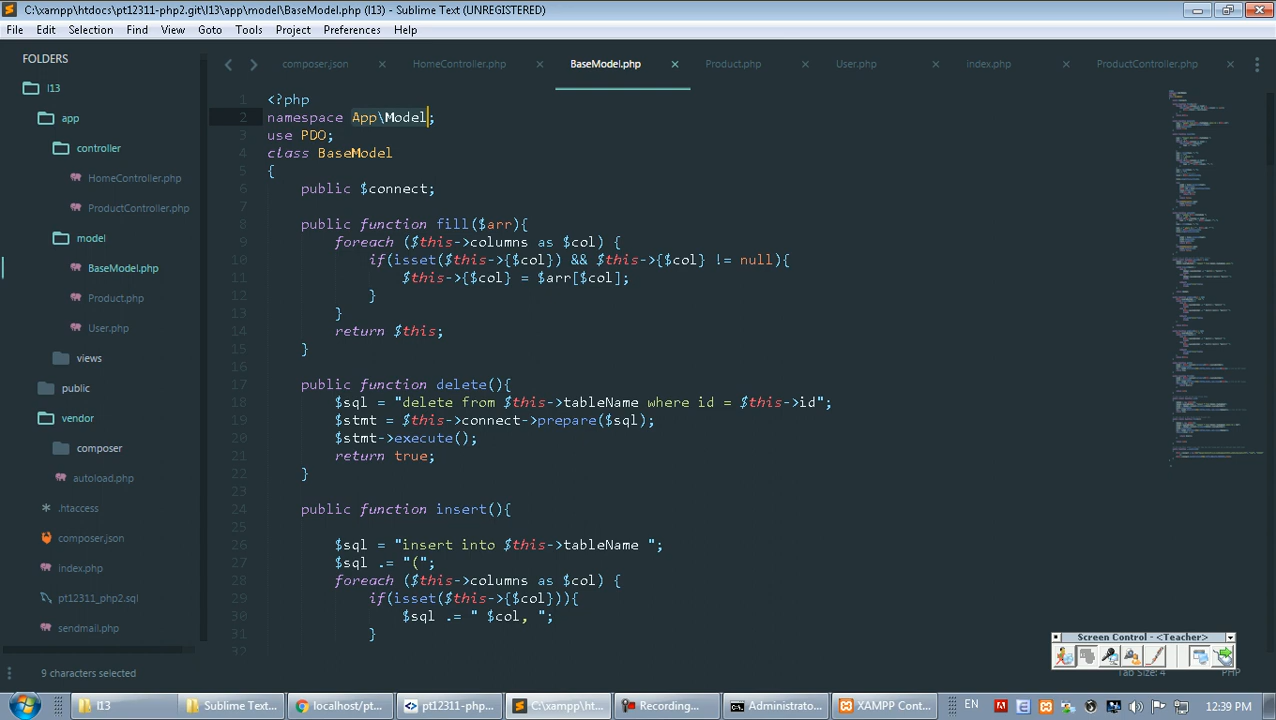 C:\xampp\htdocs\pt12311-php2.git\l13\app\model\BaseModel.php (l13) - Sublime Text (UNREGISTERED)
File Edit Selection Find View Goto Tools Project Preferences Help
FOLDERS
l13
app
controller
HomeController.php
ProductController.php
model
BaseModel.php
Product.php
User.php
views
public
vendor
composer
autoload.php
.htaccess
composer.json
index.php
pt12311_php2.sql
sendmail.php
composer.json HomeController.php BaseModel.php Product.php User.php index.php ProductController.php
1 <?php
2 namespace App\Model;
3 use PDO;
4 class BaseModel
5 {
6 public $connect;
7
8 public function fill($arr){
9 foreach ($this->columns as $col) {
10 if(isset($this->{$col}) && $this->{$col} != null){
11 $this->{$col} = $arr[$col];
12 }
13 }
14 return $this;
15 }
16
17 public function delete(){
18 $sql = "delete from $this->tableName where id = $this->id";
19 $stmt = $this->connect->prepare($sql);
20 $stmt->execute();
21 return true;
22 }
23
24 public function insert(){
25
26 $sql = "insert into $this->tableName ";
27 $sql .= "(";
28 foreach ($this->columns as $col) {
29 if(isset($this->{$col})){
30 $sql .= " $col, ";
31 }
32
Screen Control - <Teacher>
9 characters selected
Tab Size: 4 PHP
l13 Sublime Text... localhost/pt... pt12311-php... C:\xampp\ht... Recording... Administrato... XAMPP Cont... EN 12:39 PM